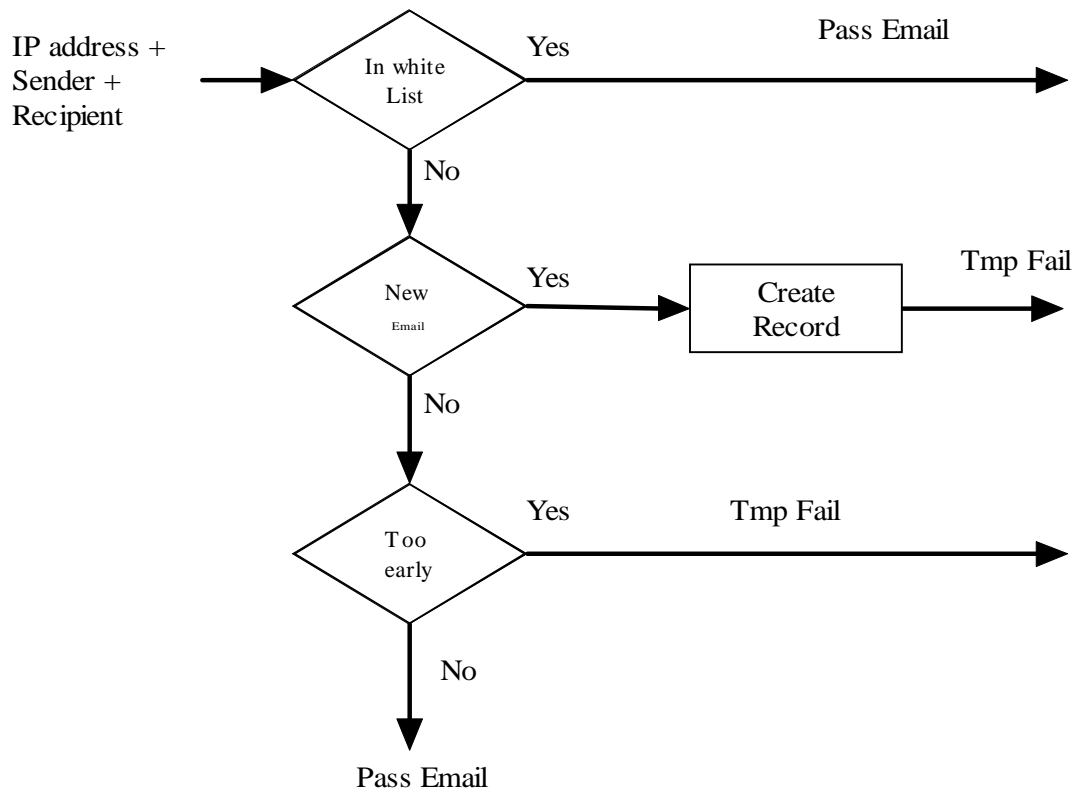 IP address +
Sender +
Recipient
In white
List
Yes
Pass Email
No
New
Email
Yes
Create
Record
Tmp Fail
No
Too
early
Yes
Tmp Fail
No
Pass Email